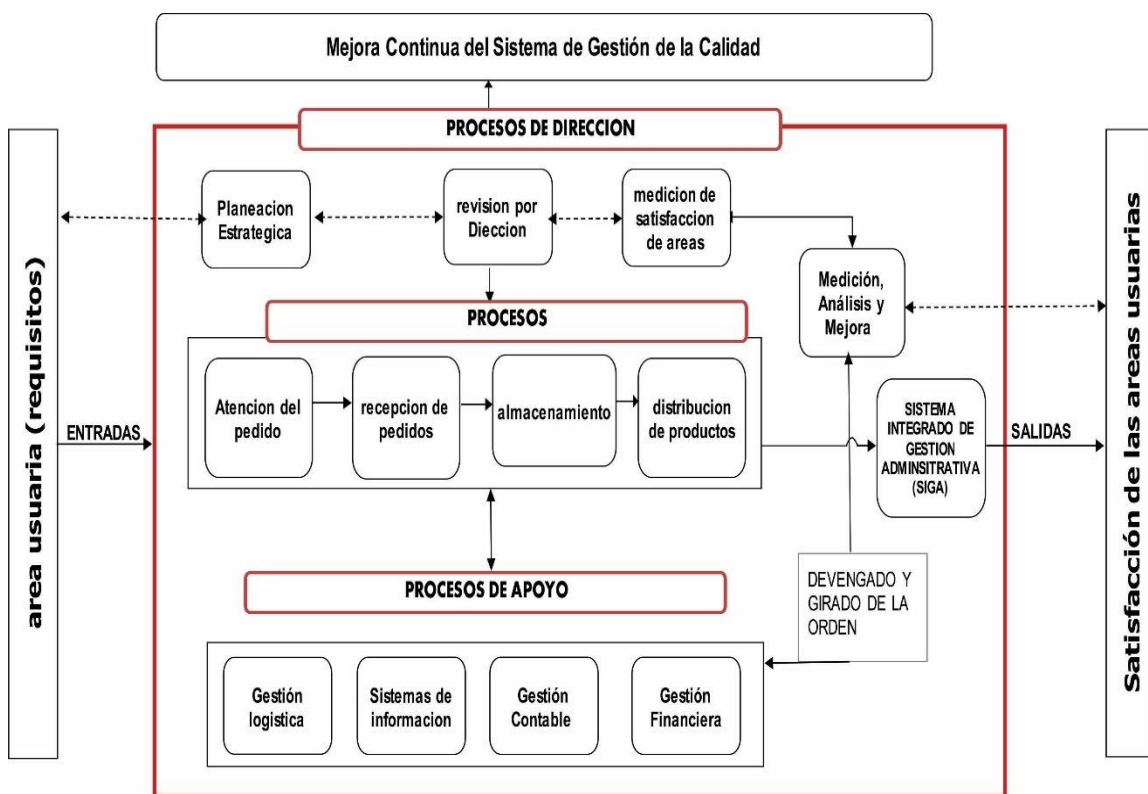 Mejora Continua del Sistema de Gestión de la Calidad
PROCESOS DE DIRECCION
area usuaria (requisitos)
Planeacion
Estrategica
revision por
Dieccion
medicion de
satisfaccion
de areas
Medición,
Análisis y
Mejora
PROCESOS
ENTRADAS
Atencion del
pedido
recepcion de
pedidos
almacenamiento
distribucion
de productos
SISTEMA
INTEGRADO DE
GESTION
ADMINSITRATIVA
(SIGA)
SALIDAS
Satisfacción de las areas usuarias
PROCESOS DE APOYO
DEVENGADO Y
GIRADO DE LA
ORDEN
Gestión
logistica
Sistemas de
informacion
Gestión
Contable
Gestión
Financiera